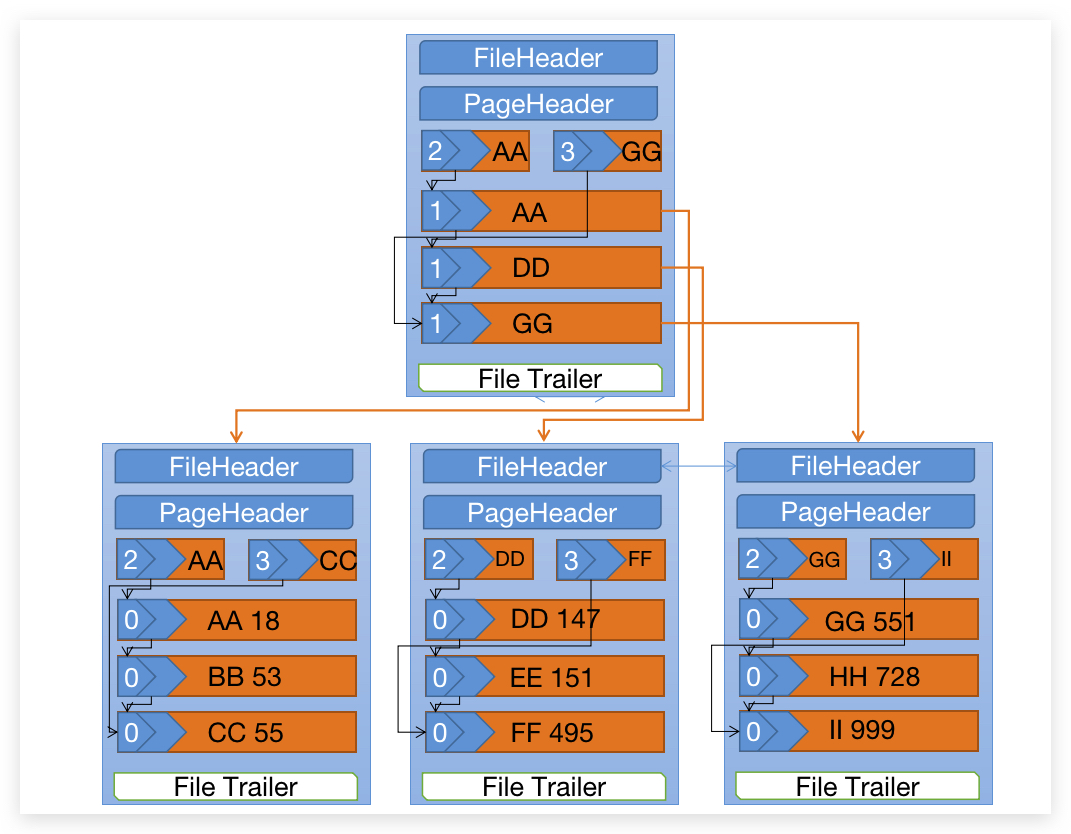 FileHeader
PageHeader
2 AA 3 GG
1 AA
1 DD
1 GG
File Trailer
FileHeader
PageHeader
2 AA 3 CC
0 AA 18
0 BB 53
0 CC 55
File Trailer
FileHeader
PageHeader
2 DD 3 FF
0 DD 147
0 EE 151
0 FF 495
File Trailer
FileHeader
PageHeader
2 GG 3 II
0 GG 551
0 HH 728
0 II 999
File Trailer